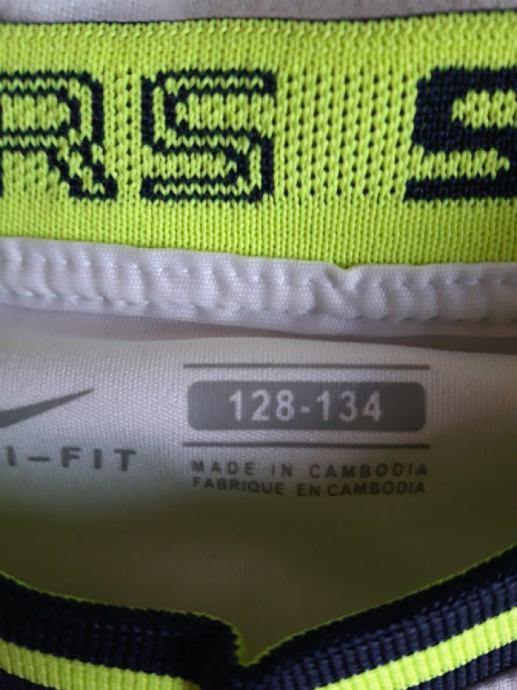 RS S
128-134
I-FIT
MADE IN CAMBODIA
FABRIQUE EN CAMBODIA